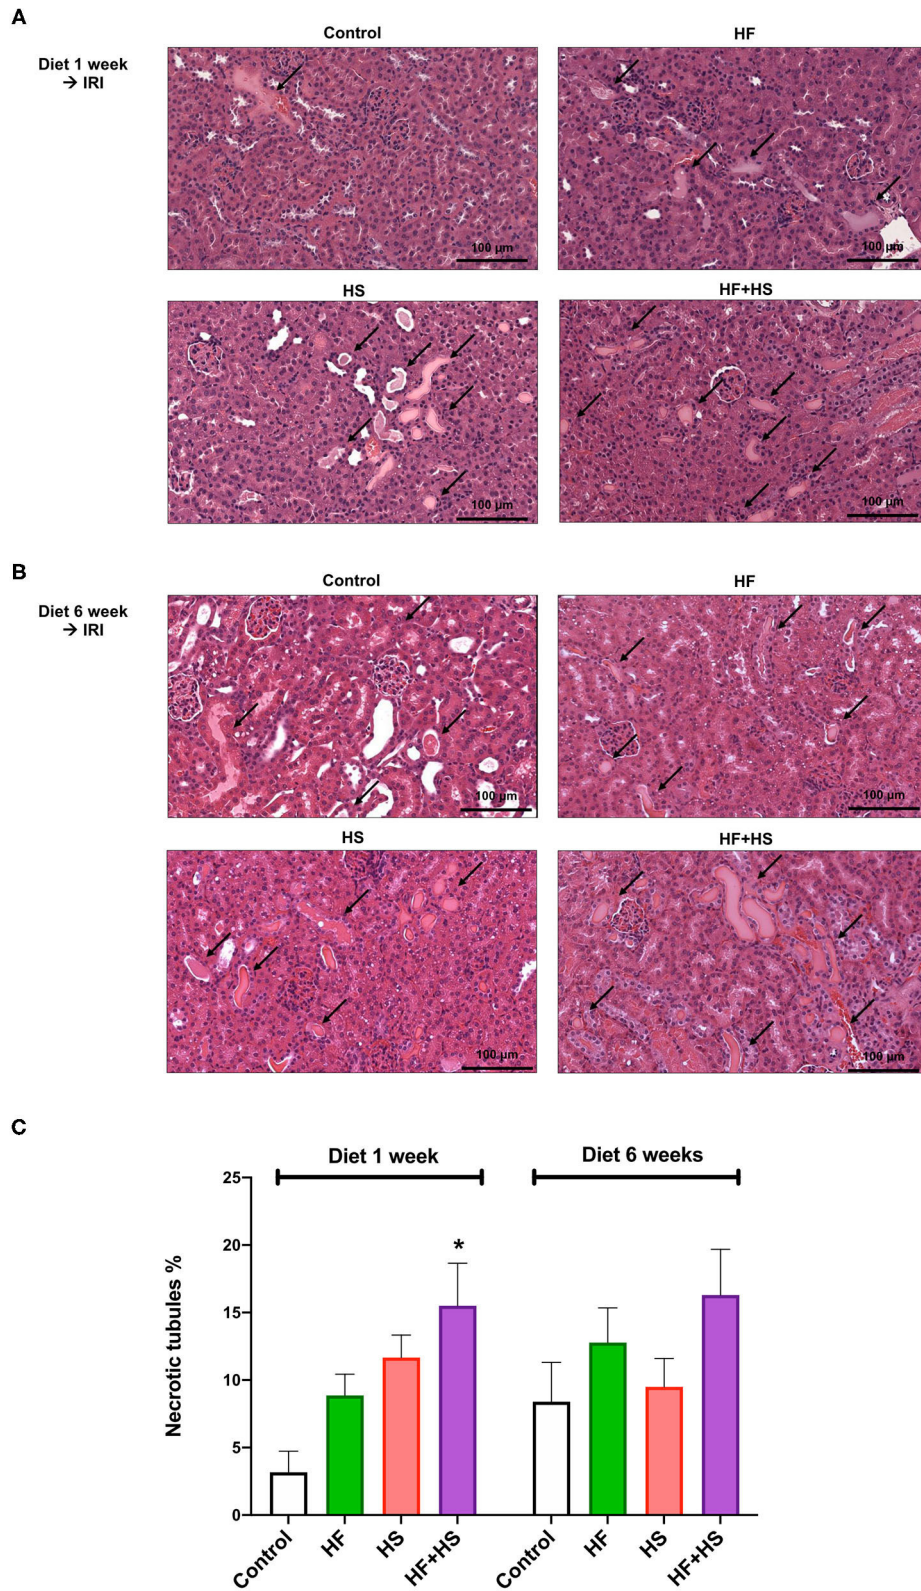 A
Control
HF
Diet 1 week
→ IRI
100 µm
100 µm
HS
HF+HS
100 µm
100 µm
B
Control
HF
Diet 6 week
→ IRI
100 µm
100 µm
HS
HF+HS
100 µm
100 µm
C
Diet 1 week
Diet 6 weeks
Necrotic tubules %
25
20
15
10
5
0
*
Control
HF
HS
HF+HS
Control
HF
HS
HF+HS